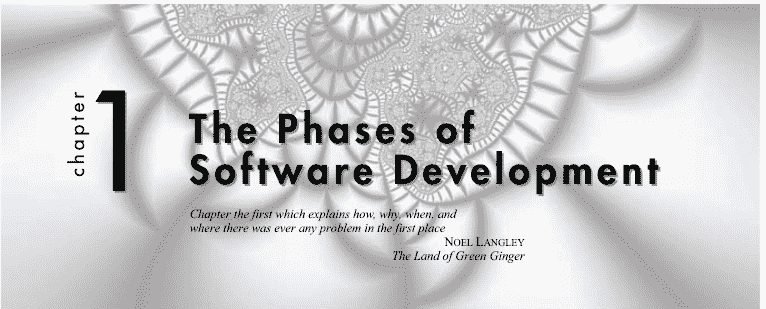 chapter
1
The Phases of
Software Development
Chapter the first which explains how, why, when, and
where there was ever any problem in the first place
NOEL LANGLEY
The Land of Green Ginger